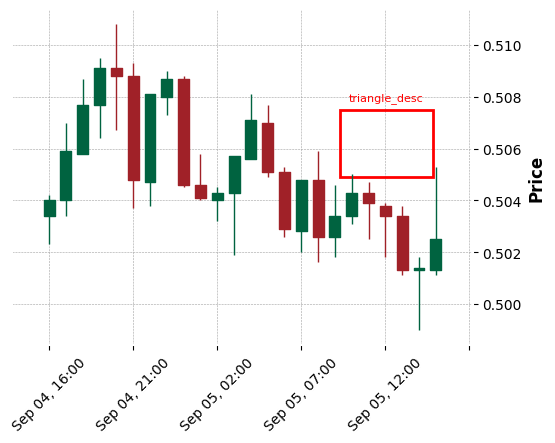 0.510
0.508
triangle_desc
0.506
0.504
0.502
0.500
Price
Sep 04, 16:00
Sep 04, 21:00
Sep 05, 02:00
Sep 05, 07:00
Sep 05, 12:00